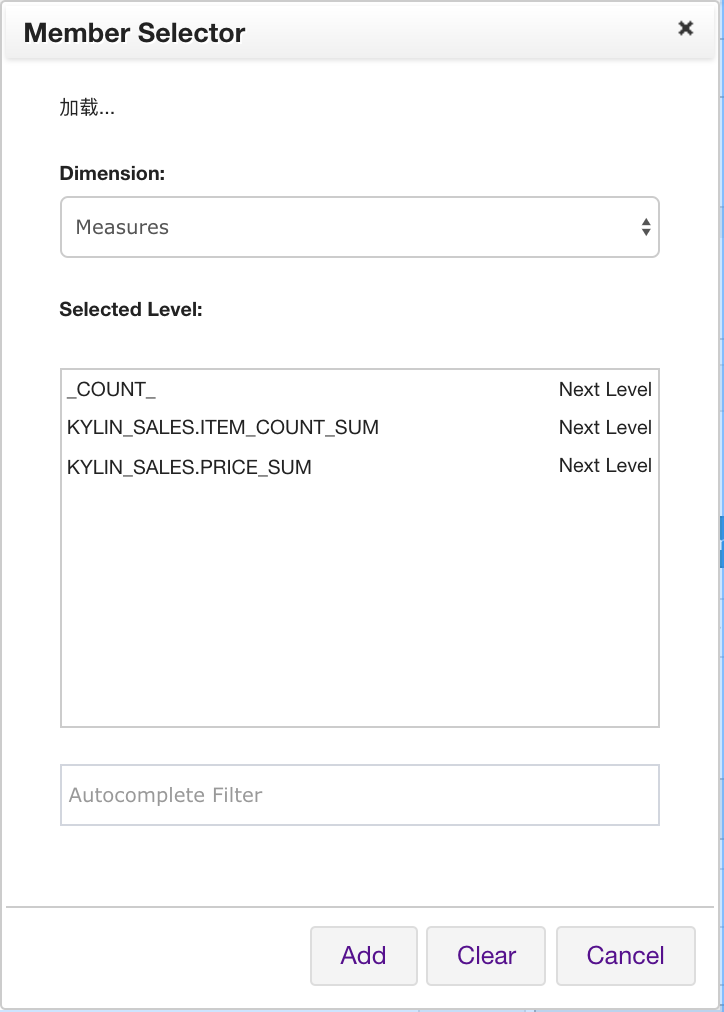 Member Selector
加载...
Dimension:
Measures
Selected Level:
_COUNT_ Next Level
KYLIN_SALES.ITEM_COUNT_SUM Next Level
KYLIN_SALES.PRICE_SUM Next Level
Autocomplete Filter
Add Clear Cancel